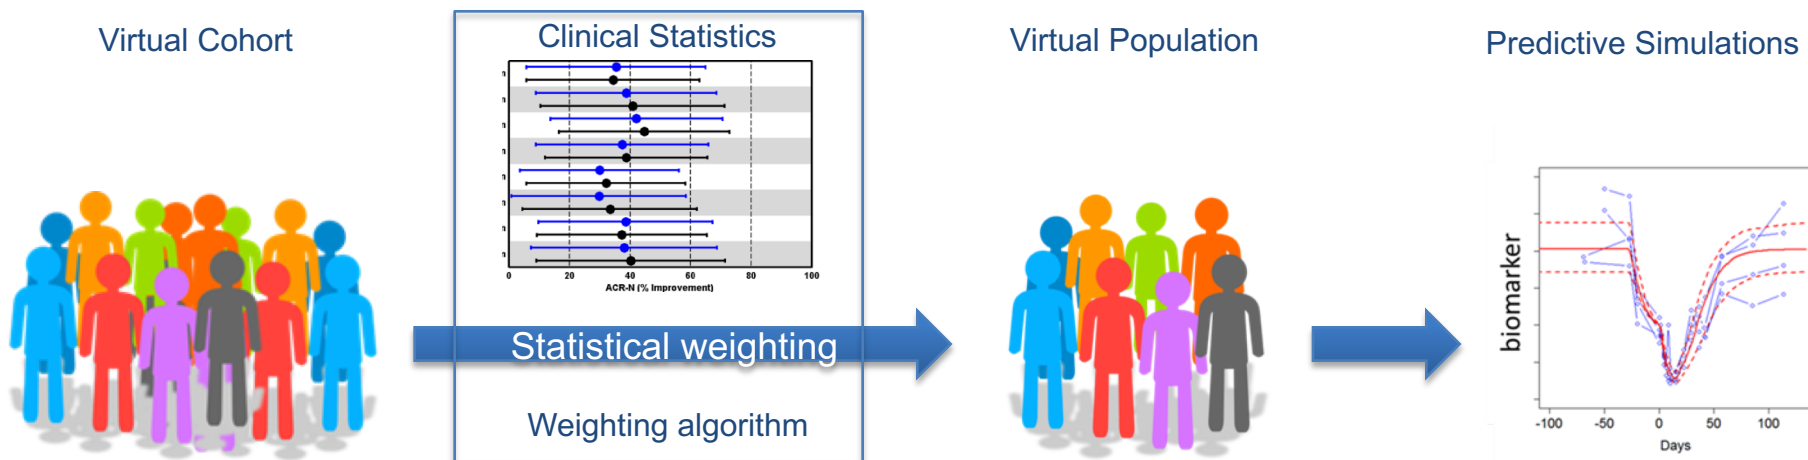 Virtual Cohort
Clinical Statistics
Virtual Population
Predictive Simulations
0 20 40 60 80 100
ACR-N (% Improvement)
Statistical weighting
Weighting algorithm
biomarker
-100 -50 0 50 100
Days